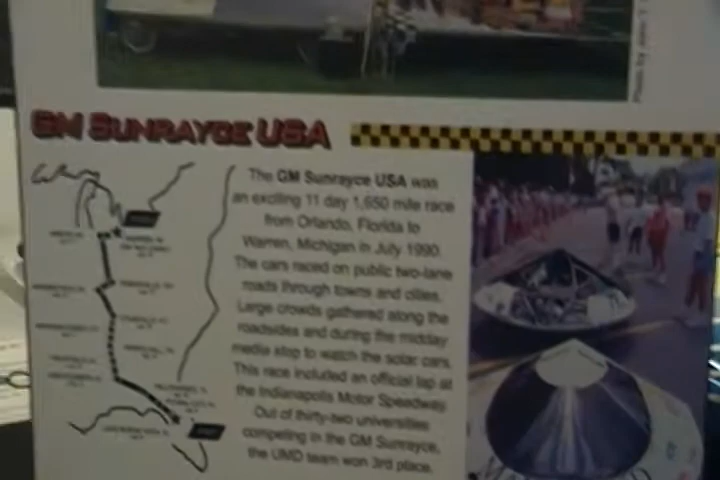 GM SUNRAYCE USA
The GM Sunrayce USA was
an exciting 11 day 1,650 mile race
from Orlando, Florida to
Warren, Michigan in July 1990.
The cars raced on public two-lane
roads through towns and cities.
Large crowds gathered along the
roadsides and during the midday
media stop to watch the solar cars.
This race included an official lap at
the Indianapolis Motor Speedway.
Out of thirty-two universities
competing in the GM Sunrayce,
the UMD team won 3rd place.